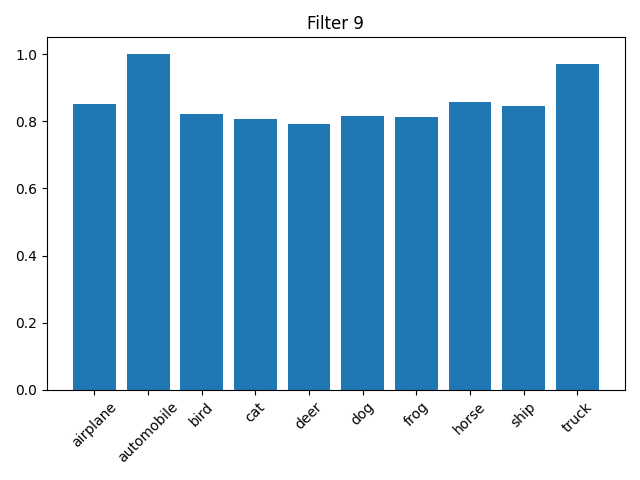 Filter 9
1.0
0.8
0.6
0.4
0.2
0.0
airplane
automobile
bird
cat
deer
dog
frog
horse
ship
truck